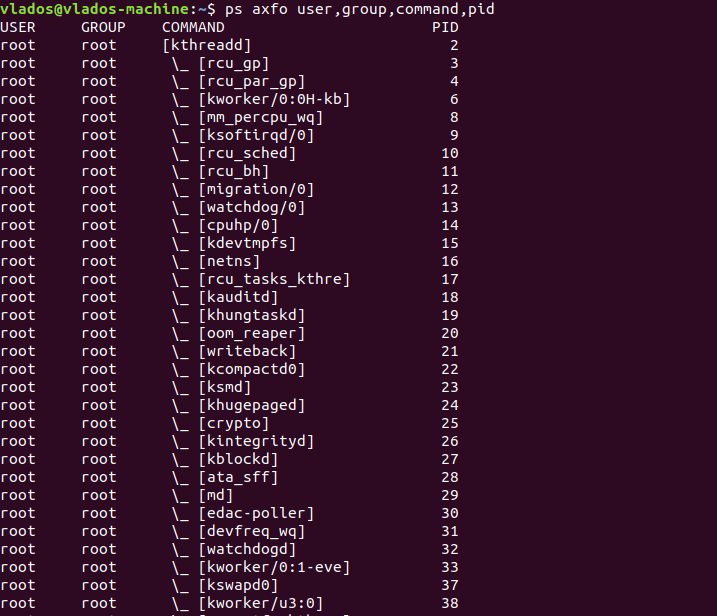 vlados@vlados-machine:~$ ps axfo user,group,command,pid
USER     GROUP    COMMAND                       PID
root     root     [kthreadd]                      2
root     root      \_ [rcu_gp]                    3
root     root      \_ [rcu_par_gp]                4
root     root      \_ [kworker/0:0H-kb]           6
root     root      \_ [mm_percpu_wq]              8
root     root      \_ [ksoftirqd/0]               9
root     root      \_ [rcu_sched]                10
root     root      \_ [rcu_bh]                   11
root     root      \_ [migration/0]              12
root     root      \_ [watchdog/0]               13
root     root      \_ [cpuhp/0]                  14
root     root      \_ [kdevtmpfs]                15
root     root      \_ [netns]                    16
root     root      \_ [rcu_tasks_kthre]          17
root     root      \_ [kauditd]                  18
root     root      \_ [khungtaskd]               19
root     root      \_ [oom_reaper]               20
root     root      \_ [writeback]                21
root     root      \_ [kcompactd0]               22
root     root      \_ [ksmd]                     23
root     root      \_ [khugepaged]               24
root     root      \_ [crypto]                   25
root     root      \_ [kintegrityd]              26
root     root      \_ [kblockd]                  27
root     root      \_ [ata_sff]                  28
root     root      \_ [md]                       29
root     root      \_ [edac-poller]              30
root     root      \_ [devfreq_wq]               31
root     root      \_ [watchdogd]                32
root     root      \_ [kworker/0:1-eve]          33
root     root      \_ [kswapd0]                  37
root     root      \_ [kworker/u3:0]             38